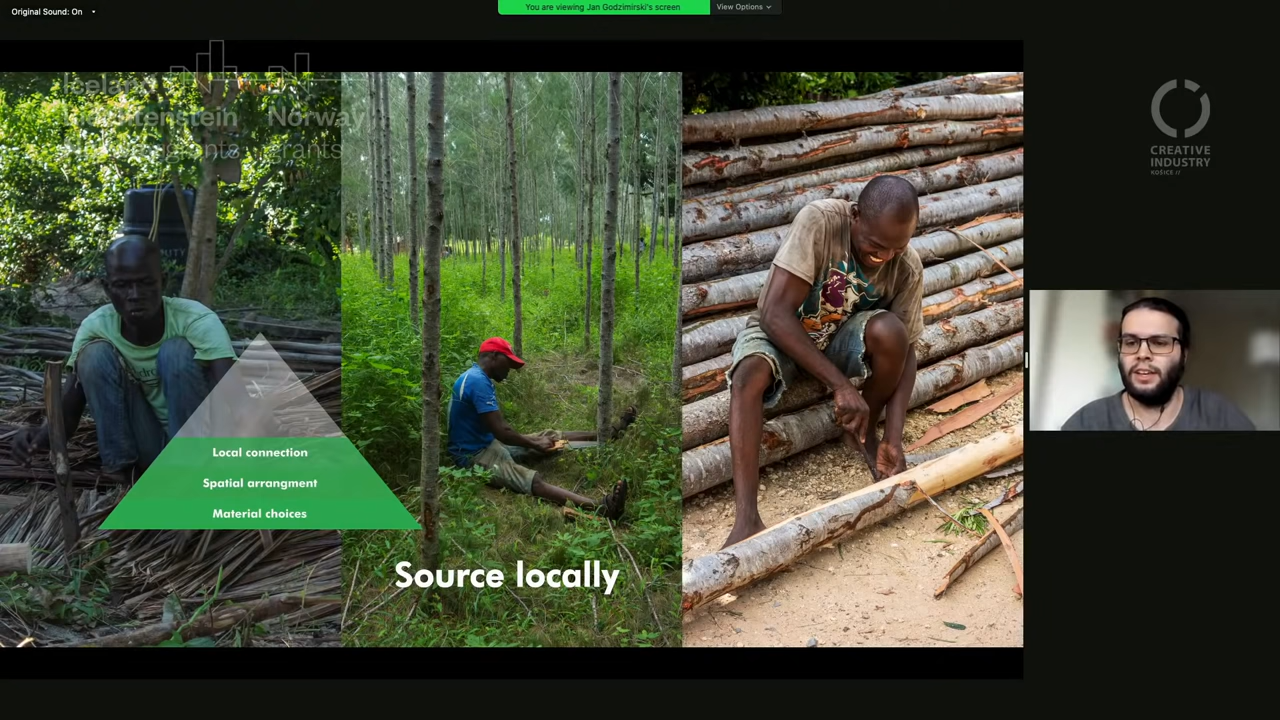 Original Sound: On
You are viewing Jan Godzimirski's screen
View Options
Iceland
Liechtenstein Norway
grants grants
CREATIVE
INDUSTRY
KOŠICE //
Local connection
Spatial arrangment
Material choices
Source locally